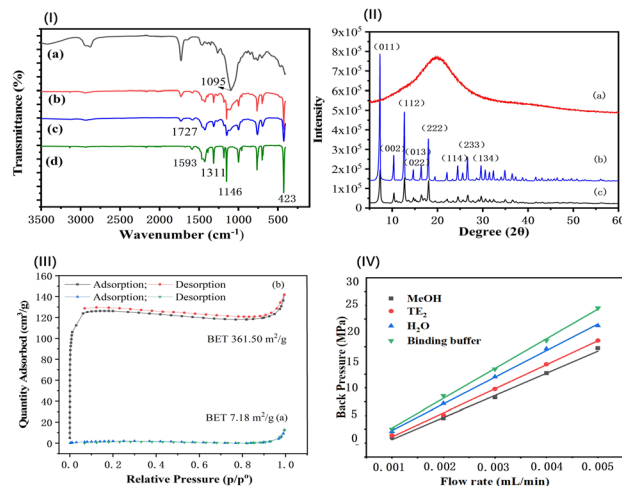 (I)
Transmittance (%)
(a)
1095
(b)
(c)
1727
(d)
1593
1311
1146
423
3500 3000 2500 2000 1500 1000 500 0
Wavenumber (cm-1)
(II)
Intensity
9x10⁵
8x10⁵
7x10⁵
6x10⁵
5x10⁵
4x10⁵
3x10⁵
2x10⁵
1x10⁵
0
(011)
(002)
(112)
(013)
(022)
(222)
(114)
(233)
(134)
(a)
(b)
(c)
10 20 30 40 50 60
Degree (2θ)
(III)
Quantity Adsorbed (cm³/g)
140
120
100
80
60
40
20
0
Adsorption; Desorption (b)
Adsorption; Desorption
BET 361.50 m²/g
BET 7.18 m²/g (a)
0.0 0.2 0.4 0.6 0.8 1.0
Relative Pressure (p/pº)
(IV)
Back Pressure (MPa)
25
20
15
10
5
0
MeOH
TE₂
H₂O
Binding buffer
0.001 0.002 0.003 0.004 0.005
Flow rate (mL/min)